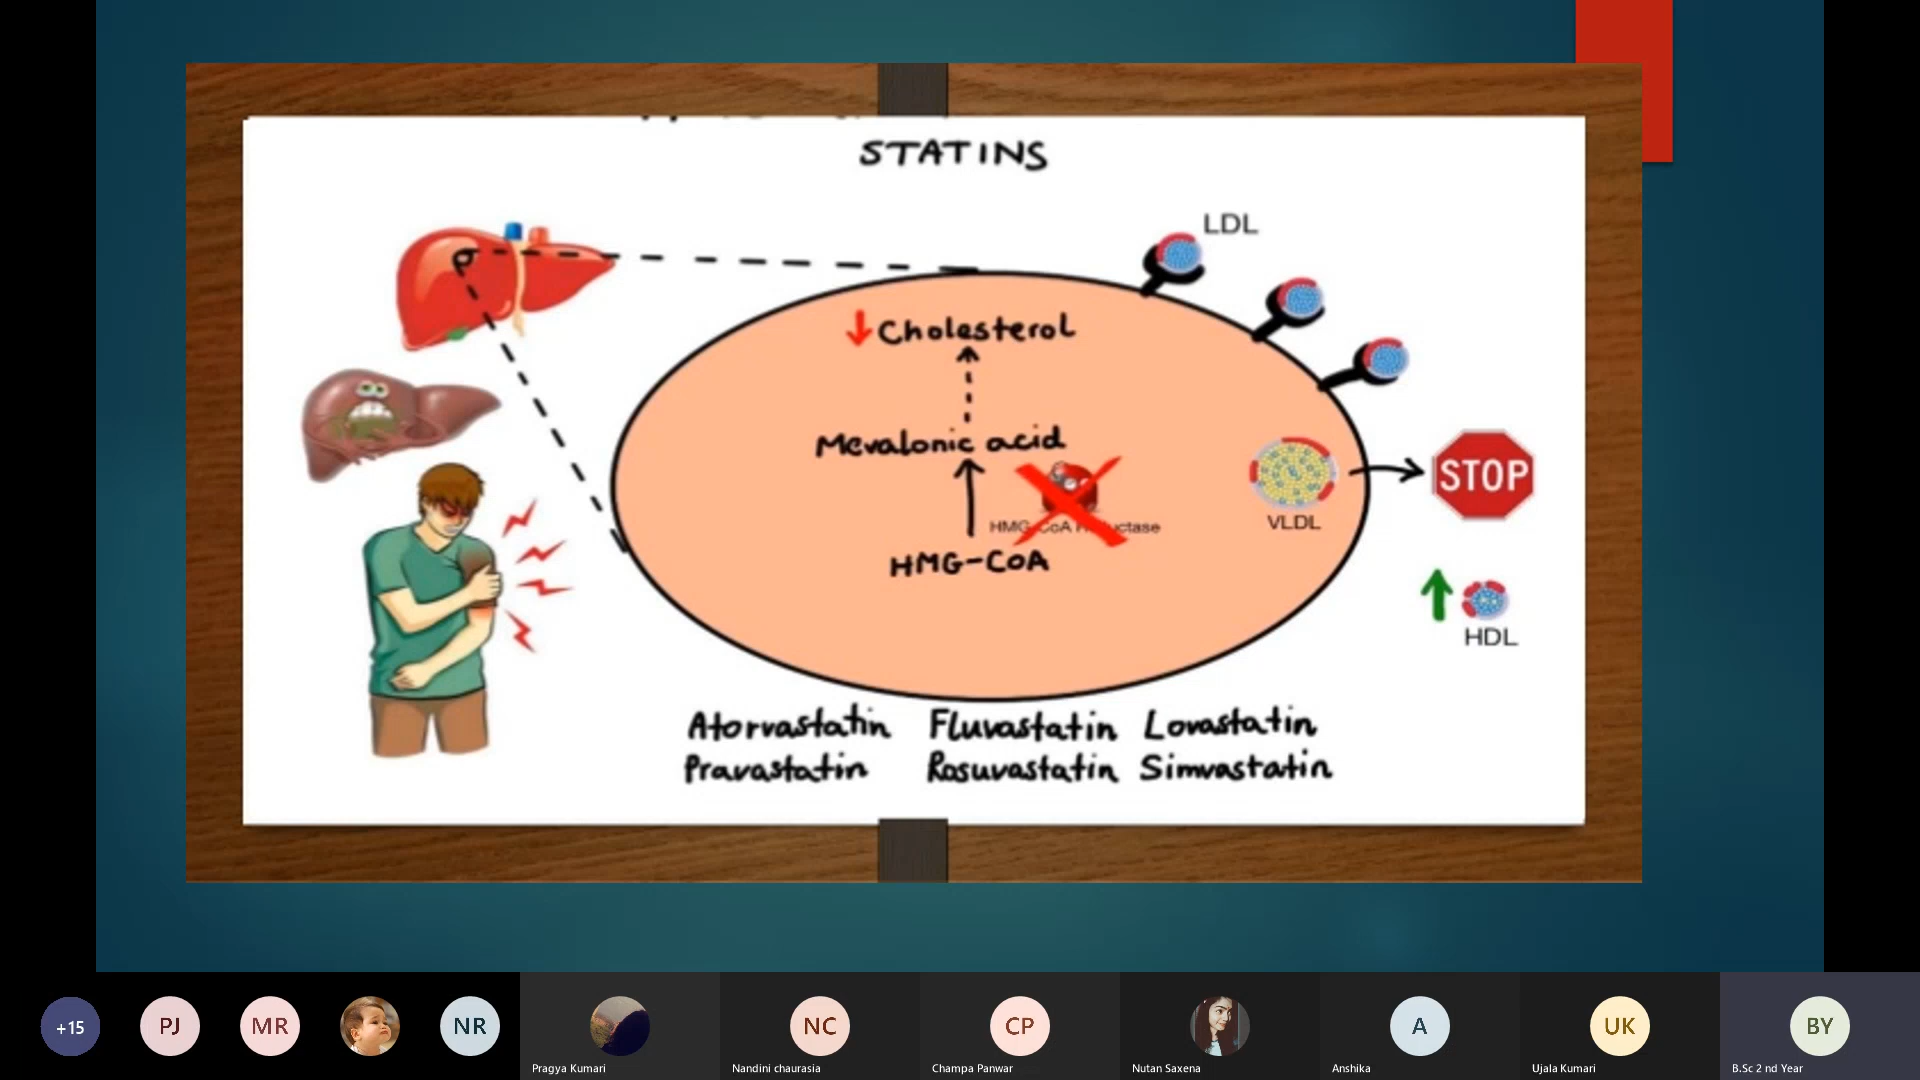 STATINS
LDL
Cholesterol
Mevalonic acid
HMG-CoA
STOP
VLDL
HMG-CoA
HDL
Atorvastatin Fluvastatin Lovastatin
Pravastatin Rosuvastatin Simvastatin
+15 PJ MR NR NC CP A UK BY
Pragya Kumari Nandini chaurasia Champa Panwar Nutan Saxena Anshika Ujala Kumari B.Sc 2 nd Year